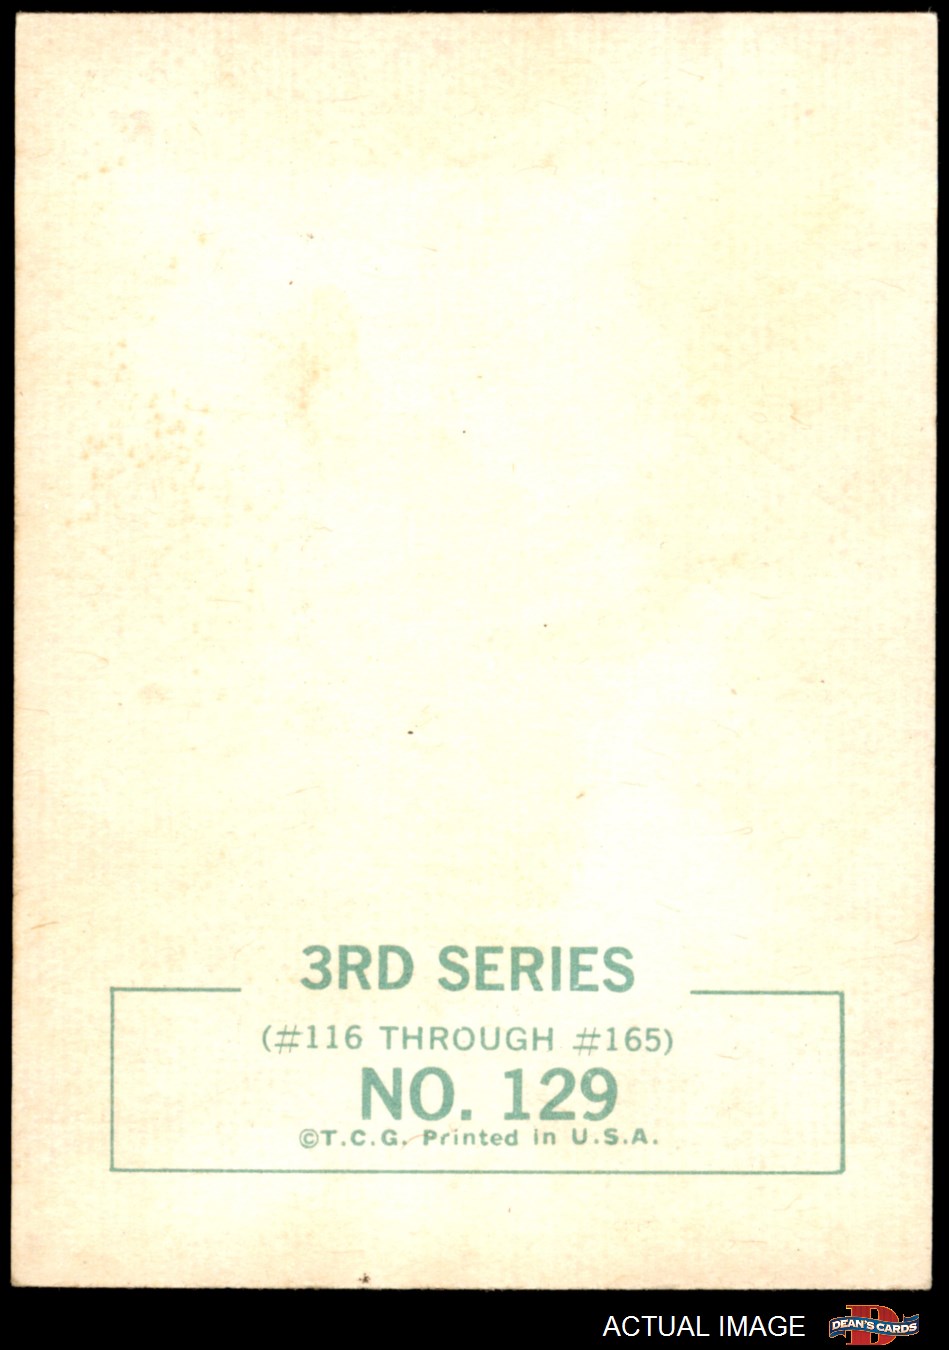 3RD SERIES
(#116 THROUGH #165)
NO. 129
©T.C.G. Printed in U.S.A.
ACTUAL IMAGE
D
DEAN'S CARDS